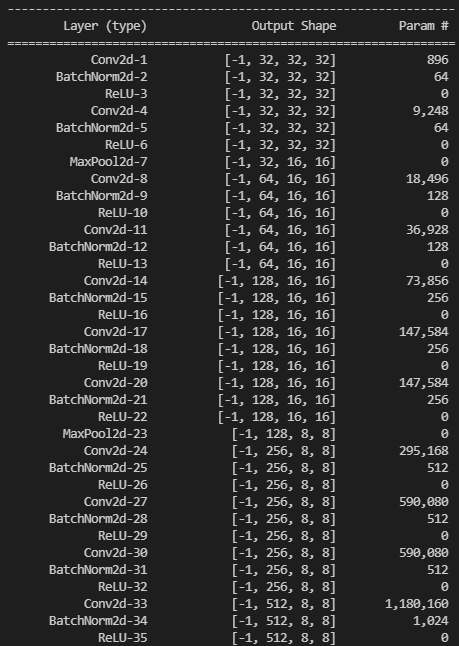 ----------------------------------------------------------------
        Layer (type)               Output Shape         Param #
================================================================
            Conv2d-1           [-1, 32, 32, 32]             896
       BatchNorm2d-2           [-1, 32, 32, 32]              64
              ReLU-3           [-1, 32, 32, 32]               0
            Conv2d-4           [-1, 32, 32, 32]           9,248
       BatchNorm2d-5           [-1, 32, 32, 32]              64
              ReLU-6           [-1, 32, 32, 32]               0
         MaxPool2d-7           [-1, 32, 16, 16]               0
            Conv2d-8           [-1, 64, 16, 16]          18,496
       BatchNorm2d-9           [-1, 64, 16, 16]             128
             ReLU-10           [-1, 64, 16, 16]               0
           Conv2d-11           [-1, 64, 16, 16]          36,928
      BatchNorm2d-12           [-1, 64, 16, 16]             128
             ReLU-13           [-1, 64, 16, 16]               0
           Conv2d-14          [-1, 128, 16, 16]          73,856
      BatchNorm2d-15          [-1, 128, 16, 16]             256
             ReLU-16          [-1, 128, 16, 16]               0
           Conv2d-17          [-1, 128, 16, 16]         147,584
      BatchNorm2d-18          [-1, 128, 16, 16]             256
             ReLU-19          [-1, 128, 16, 16]               0
           Conv2d-20          [-1, 128, 16, 16]         147,584
      BatchNorm2d-21          [-1, 128, 16, 16]             256
             ReLU-22          [-1, 128, 16, 16]               0
        MaxPool2d-23            [-1, 128, 8, 8]               0
           Conv2d-24            [-1, 256, 8, 8]         295,168
      BatchNorm2d-25            [-1, 256, 8, 8]             512
             ReLU-26            [-1, 256, 8, 8]               0
           Conv2d-27            [-1, 256, 8, 8]         590,080
      BatchNorm2d-28            [-1, 256, 8, 8]             512
             ReLU-29            [-1, 256, 8, 8]               0
           Conv2d-30            [-1, 256, 8, 8]         590,080
      BatchNorm2d-31            [-1, 256, 8, 8]             512
             ReLU-32            [-1, 256, 8, 8]               0
           Conv2d-33            [-1, 512, 8, 8]       1,180,160
      BatchNorm2d-34            [-1, 512, 8, 8]           1,024
             ReLU-35            [-1, 512, 8, 8]               0